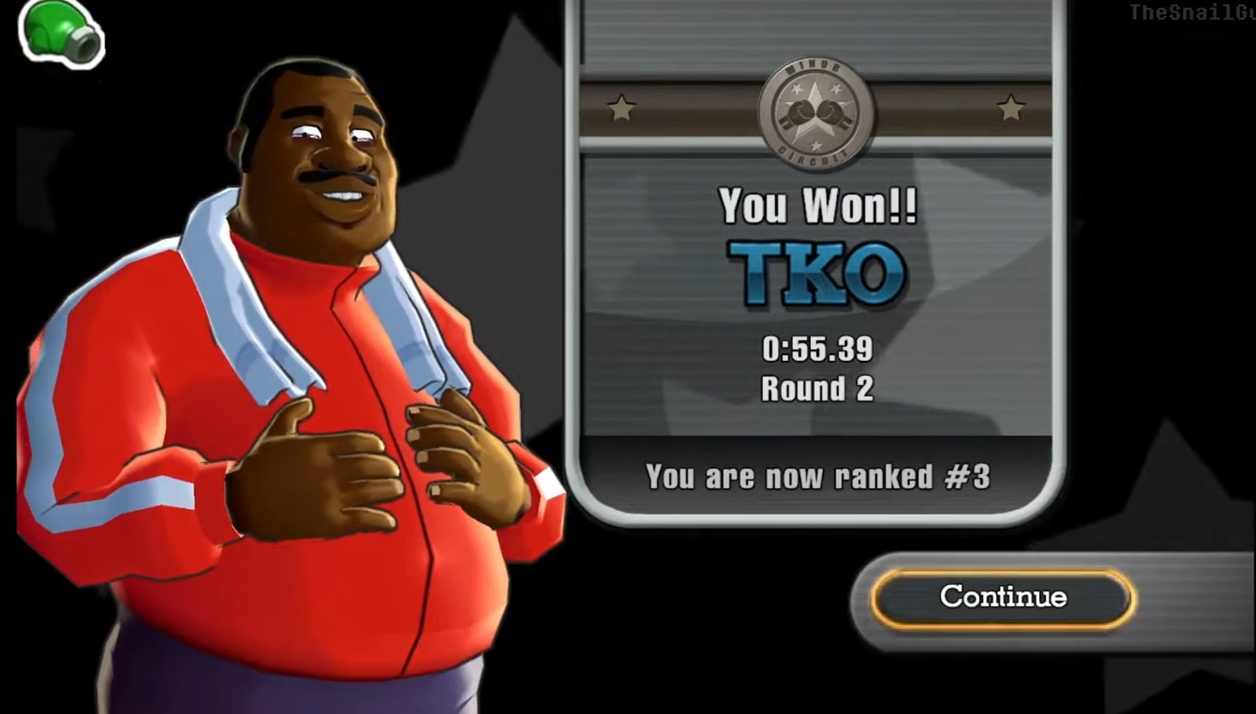 TheSnailGu
MINOR
CIRCUIT
You Won!!
TKO
0:55.39
Round 2
You are now ranked #3
Continue